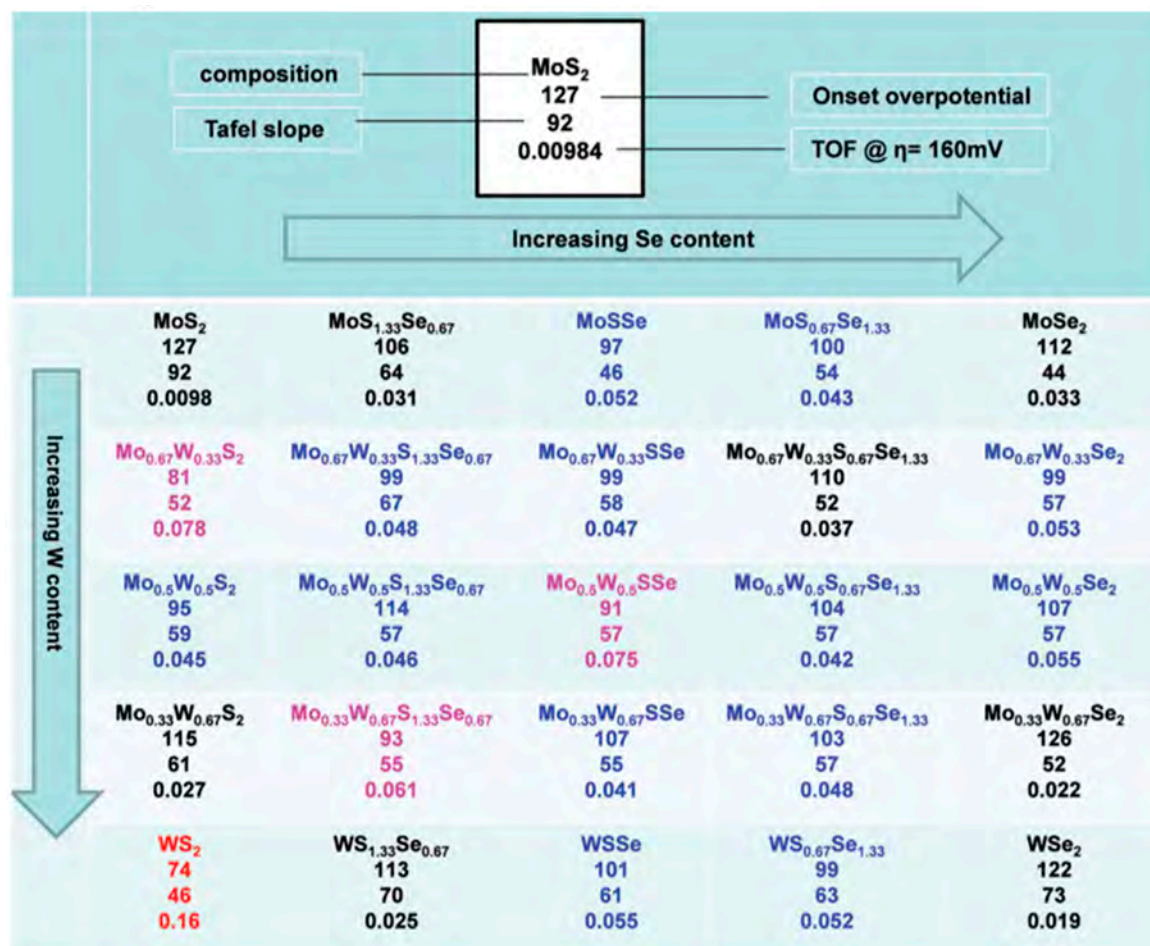 composition
Tafel slope
MoS₂
127
92
0.00984
Onset overpotential
TOF @ η= 160mV
Increasing Se content
Increasing W content
MoS₂ MoS₁.₃₃Se₀.₆₇ MoSSe MoS₀.₆₇Se₁.₃₃ MoSe₂
127 106 97 100 112
92 64 46 54 44
0.0098 0.031 0.052 0.043 0.033
Mo₀.₆₇W₀.₃₃S₂ Mo₀.₆₇W₀.₃₃S₁.₃₃Se₀.₆₇ Mo₀.₆₇W₀.₃₃SSe Mo₀.₆₇W₀.₃₃S₀.₆₇Se₁.₃₃ Mo₀.₆₇W₀.₃₃Se₂
81 99 99 110 99
52 67 58 52 57
0.078 0.048 0.047 0.037 0.053
Mo₀.₅W₀.₅S₂ Mo₀.₅W₀.₅S₁.₃₃Se₀.₆₇ Mo₀.₅W₀.₅SSe Mo₀.₅W₀.₅S₀.₆₇Se₁.₃₃ Mo₀.₅W₀.₅Se₂
95 114 91 104 107
59 57 57 57 57
0.045 0.046 0.075 0.042 0.055
Mo₀.₃₃W₀.₆₇S₂ Mo₀.₃₃W₀.₆₇S₁.₃₃Se₀.₆₇ Mo₀.₃₃W₀.₆₇SSe Mo₀.₃₃W₀.₆₇S₀.₆₇Se₁.₃₃ Mo₀.₃₃W₀.₆₇Se₂
115 93 107 103 126
61 55 55 57 52
0.027 0.061 0.041 0.048 0.022
WS₂ WS₁.₃₃Se₀.₆₇ WSSe WS₀.₆₇Se₁.₃₃ WSe₂
74 113 101 99 122
46 70 61 63 73
0.16 0.025 0.055 0.052 0.019